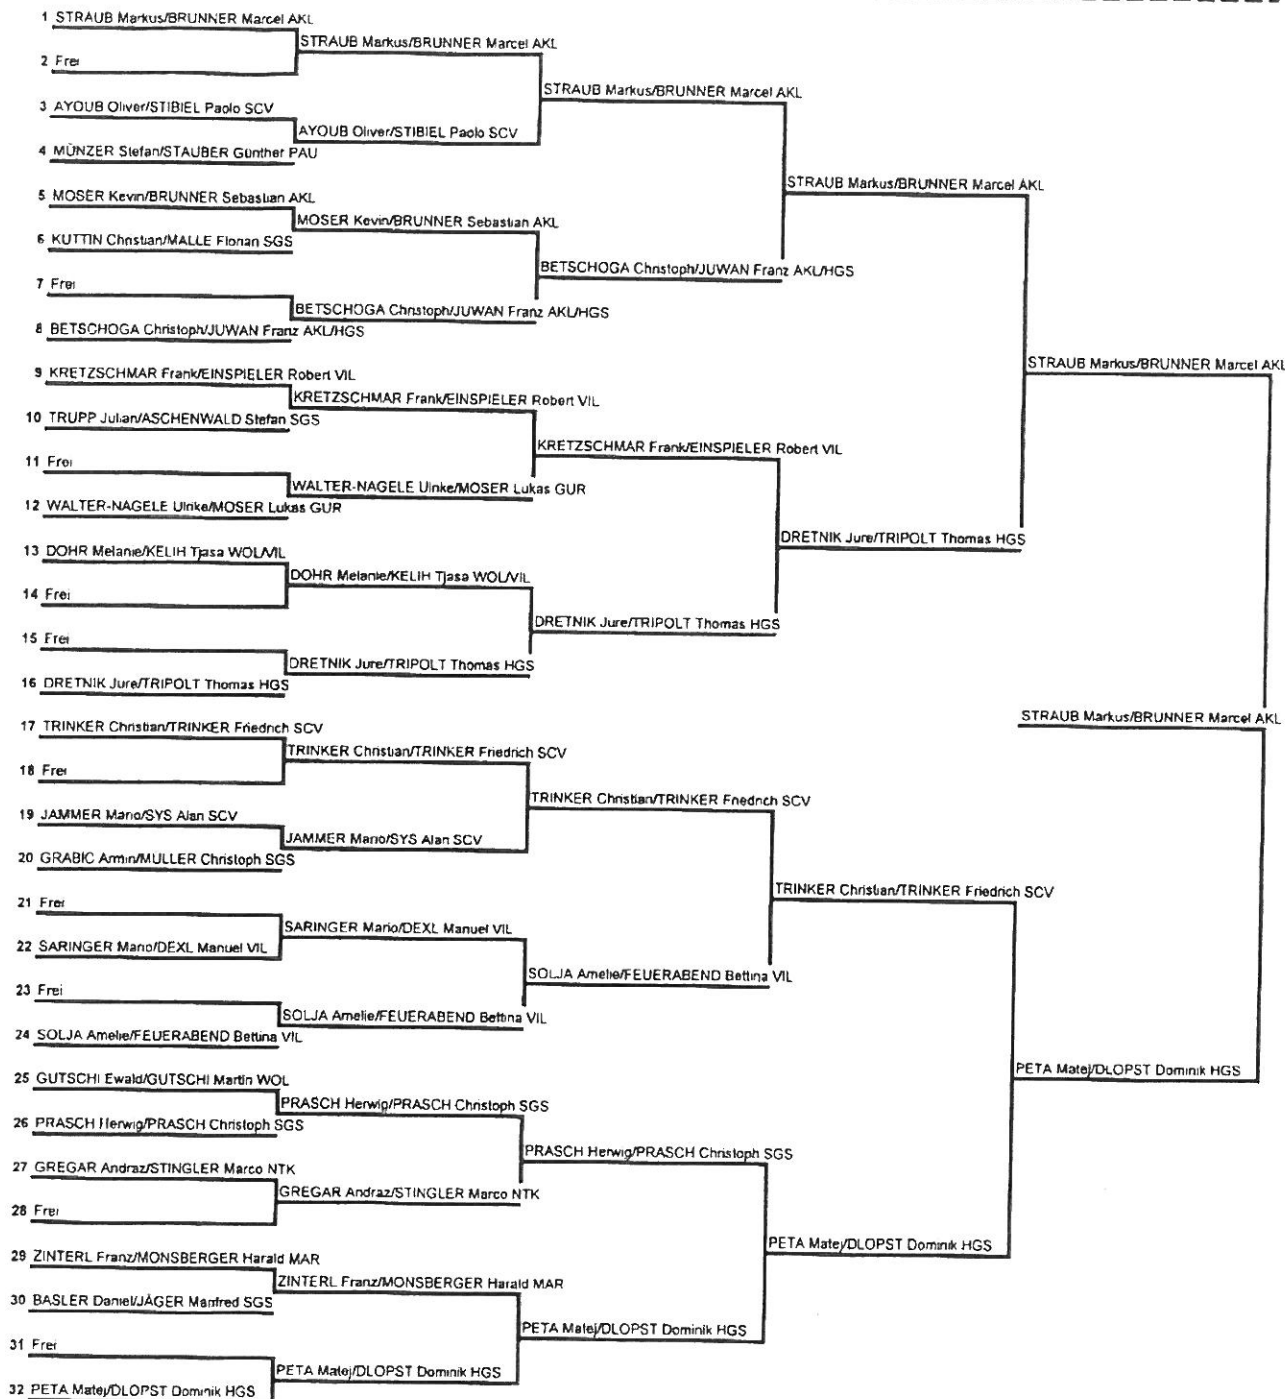 1 STRAUB Markus/BRUNNER Marcel AKL
STRAUB Markus/BRUNNER Marcel AKL
2 Frei
STRAUB Markus/BRUNNER Marcel AKL
3 AYOUB Oliver/STIBIEL Paolo SCV
AYOUB Oliver/STIBIEL Paolo SCV
4 MÜNZER Stefan/STAUBER Günther PAU
STRAUB Markus/BRUNNER Marcel AKL
5 MOSER Kevin/BRUNNER Sebastian AKL
MOSER Kevin/BRUNNER Sebastian AKL
6 KUTTIN Christian/MALLE Florian SGS
BETSCHOGA Christoph/JUWAN Franz AKL/HGS
7 Frei
BETSCHOGA Christoph/JUWAN Franz AKL/HGS
8 BETSCHOGA Christoph/JUWAN Franz AKL/HGS
STRAUB Markus/BRUNNER Marcel AKL
9 KRETZSCHMAR Frank/EINSPIELER Robert VIL
KRETZSCHMAR Frank/EINSPIELER Robert VIL
10 TRUPP Julian/ASCHENWALD Stefan SGS
KRETZSCHMAR Frank/EINSPIELER Robert VIL
11 Frei
WALTER-NAGELE Ulrike/MOSER Lukas GUR
12 WALTER-NAGELE Ulrike/MOSER Lukas GUR
DRETNIK Jure/TRIPOLT Thomas HGS
13 DOHR Melanie/KELIH Tjasa WOL/VIL
DOHR Melanie/KELIH Tjasa WOL/VIL
14 Frei
DRETNIK Jure/TRIPOLT Thomas HGS
15 Frei
DRETNIK Jure/TRIPOLT Thomas HGS
16 DRETNIK Jure/TRIPOLT Thomas HGS
STRAUB Markus/BRUNNER Marcel AKL
17 TRINKER Christian/TRINKER Friedrich SCV
TRINKER Christian/TRINKER Friedrich SCV
18 Frei
TRINKER Christian/TRINKER Friedrich SCV
19 JAMMER Mario/SYS Alan SCV
JAMMER Mario/SYS Alan SCV
20 GRABIC Armin/MULLER Christoph SGS
TRINKER Christian/TRINKER Friedrich SCV
21 Frei
SARINGER Mario/DEXL Manuel VIL
22 SARINGER Mario/DEXL Manuel VIL
SOLJA Amelie/FEUERABEND Bettina VIL
23 Frei
SOLJA Amelie/FEUERABEND Bettina VIL
24 SOLJA Amelie/FEUERABEND Bettina VIL
PETA Matej/DLOPST Dominik HGS
25 GUTSCHI Ewald/GUTSCHI Martin WOL
PRASCH Herwig/PRASCH Christoph SGS
26 PRASCH Herwig/PRASCH Christoph SGS
PRASCH Herwig/PRASCH Christoph SGS
27 GREGAR Andraz/STINGLER Marco NTK
GREGAR Andraz/STINGLER Marco NTK
28 Frei
PETA Matej/DLOPST Dominik HGS
29 ZINTERL Franz/MONSBERGER Harald MAR
ZINTERL Franz/MONSBERGER Harald MAR
30 BASLER Daniel/JÄGER Manfred SGS
PETA Matej/DLOPST Dominik HGS
31 Frei
PETA Matej/DLOPST Dominik HGS
32 PETA Matej/DLOPST Dominik HGS